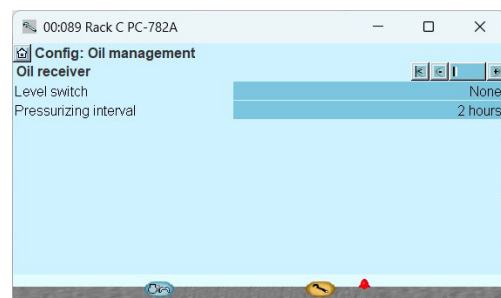 00:089 Rack C PC-782A
Config: Oil management
Oil receiver
Level switch None
Pressurizing interval 2 hours